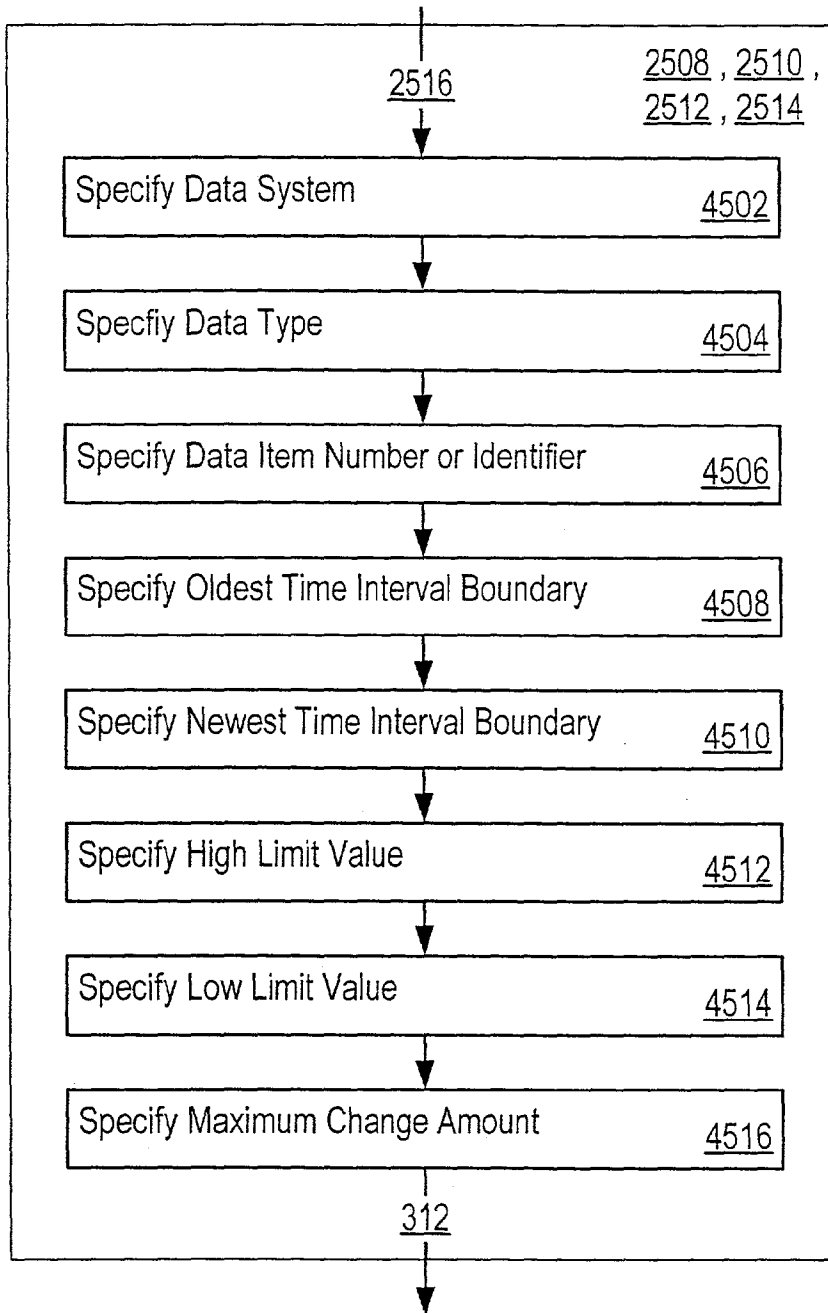 2516
2508 , 2510 ,
2512 , 2514
Specify Data System 4502
Specfiy Data Type 4504
Specify Data Item Number or Identifier 4506
Specify Oldest Time Interval Boundary 4508
Specify Newest Time Interval Boundary 4510
Specify High Limit Value 4512
Specify Low Limit Value 4514
Specify Maximum Change Amount 4516
312